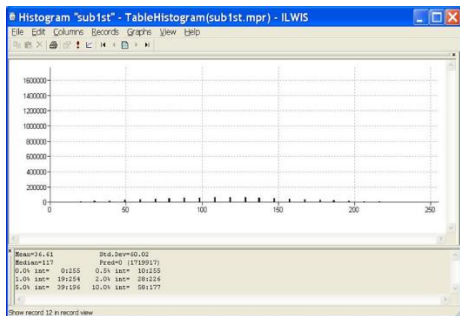 Histogram "sub1st" - TableHistogram(sub1st.mpr) - ILWIS
File Edit Columns Records Graphs View Help
1600000
1400000
1200000
1000000
800000
600000
400000
200000
0
0 50 100 150 200 250
Mean=36.61 Std.Dev=60.02
Median=117 Pred=0 (1719917)
0.0% int= 0:255 0.5% int= 10:255
1.0% int= 19:254 2.0% int= 28:226
5.0% int= 39:196 10.0% int= 58:177
Show record 12 in record view